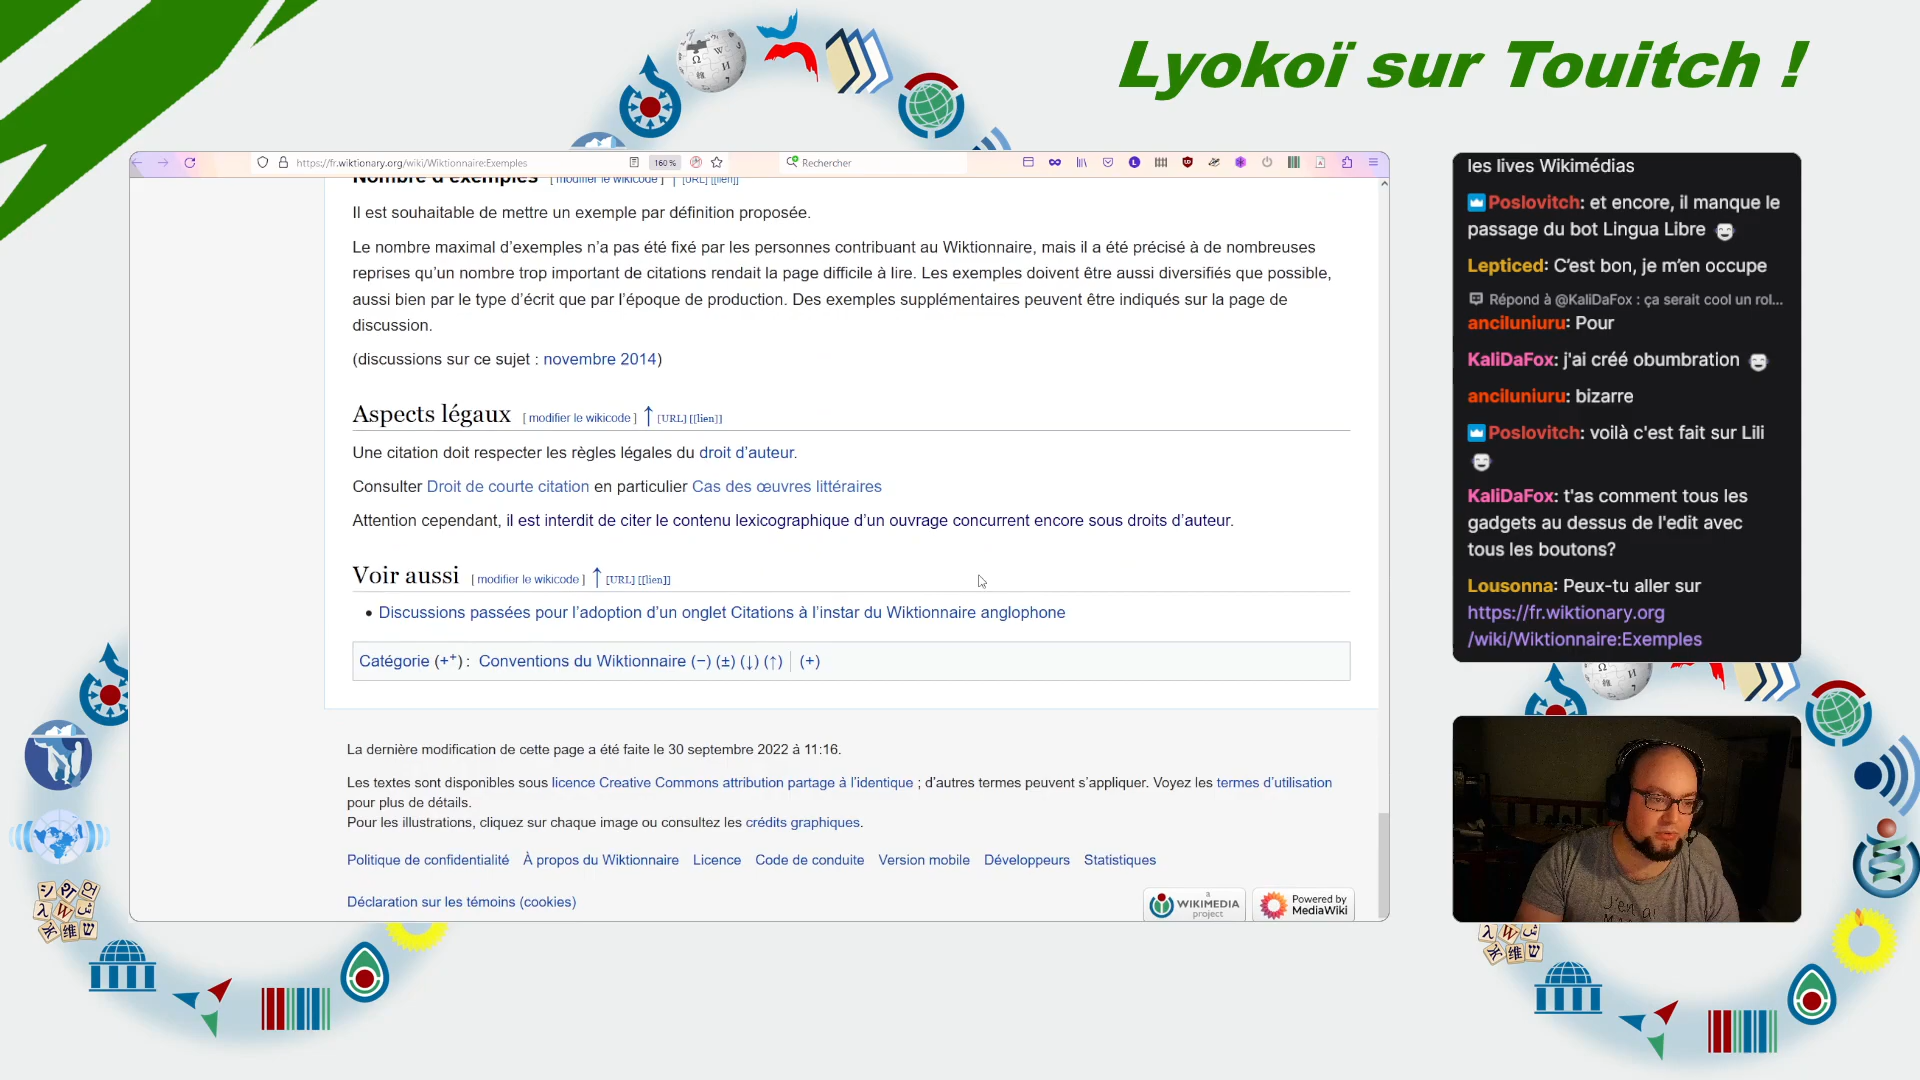 Lyokoï sur Touitch !
https://fr.wiktionary.org/wiki/Wiktionnaire:Exemples
160 %
Rechercher
Nombre d'exemples [ modifier le wikicode ] [URL] [[lien]]
Il est souhaitable de mettre un exemple par définition proposée.
Le nombre maximal d’exemples n’a pas été fixé par les personnes contribuant au Wiktionnaire, mais il a été précisé à de nombreuses
reprises qu’un nombre trop important de citations rendait la page difficile à lire. Les exemples doivent être aussi diversifiés que possible,
aussi bien par le type d’écrit que par l’époque de production. Des exemples supplémentaires peuvent être indiqués sur la page de
discussion.
(discussions sur ce sujet : novembre 2014)
Aspects légaux [ modifier le wikicode ] ↑ [URL] [[lien]]
Une citation doit respecter les règles légales du droit d’auteur.
Consulter Droit de courte citation en particulier Cas des œuvres littéraires
Attention cependant, il est interdit de citer le contenu lexicographique d’un ouvrage concurrent encore sous droits d’auteur.
Voir aussi [ modifier le wikicode ] ↑ [URL] [[lien]]
• Discussions passées pour l’adoption d’un onglet Citations à l’instar du Wiktionnaire anglophone
Catégorie (+⁺) : Conventions du Wiktionnaire (−) (±) (↓) (↑) | (+)
La dernière modification de cette page a été faite le 30 septembre 2022 à 11:16.
Les textes sont disponibles sous licence Creative Commons attribution partage à l’identique ; d’autres termes peuvent s’appliquer. Voyez les termes d’utilisation
pour plus de détails.
Pour les illustrations, cliquez sur chaque image ou consultez les crédits graphiques.
Politique de confidentialité À propos du Wiktionnaire Licence Code de conduite Version mobile Développeurs Statistiques
Déclaration sur les témoins (cookies)
a WIKIMEDIA project
Powered by MediaWiki
les lives Wikimédias
Poslovitch: et encore, il manque le
passage du bot Lingua Libre
Lepticed: C’est bon, je m’en occupe
Répond à @KaliDaFox : ça serait cool un rol...
anciluniuru: Pour
KaliDaFox: j'ai créé obumbration
anciluniuru: bizarre
Poslovitch: voilà c'est fait sur Lili
KaliDaFox: t'as comment tous les
gadgets au dessus de l'edit avec
tous les boutons?
Lousonna: Peux-tu aller sur
https://fr.wiktionary.org
/wiki/Wiktionnaire:Exemples